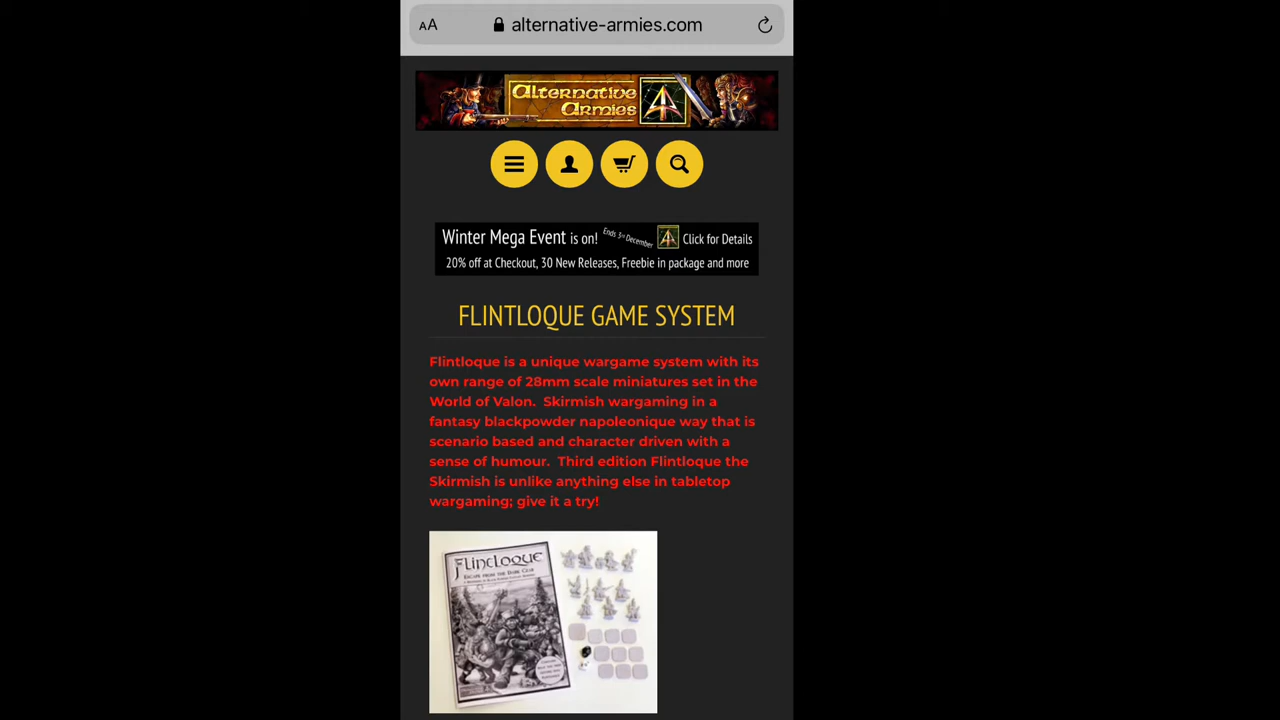 AA alternative-armies.com
Alternative
Armies
Winter Mega Event is on! Ends 3rd December Click for Details
20% off at Checkout, 30 New Releases, Freebie in package and more
FLINTLOQUE GAME SYSTEM
Flintloque is a unique wargame system with its
own range of 28mm scale miniatures set in the
World of Valon. Skirmish wargaming in a
fantasy blackpowder napoleonique way that is
scenario based and character driven with a
sense of humour. Third edition Flintloque the
Skirmish is unlike anything else in tabletop
wargaming; give it a try!
Flintloque
Escape from the Dark Czar